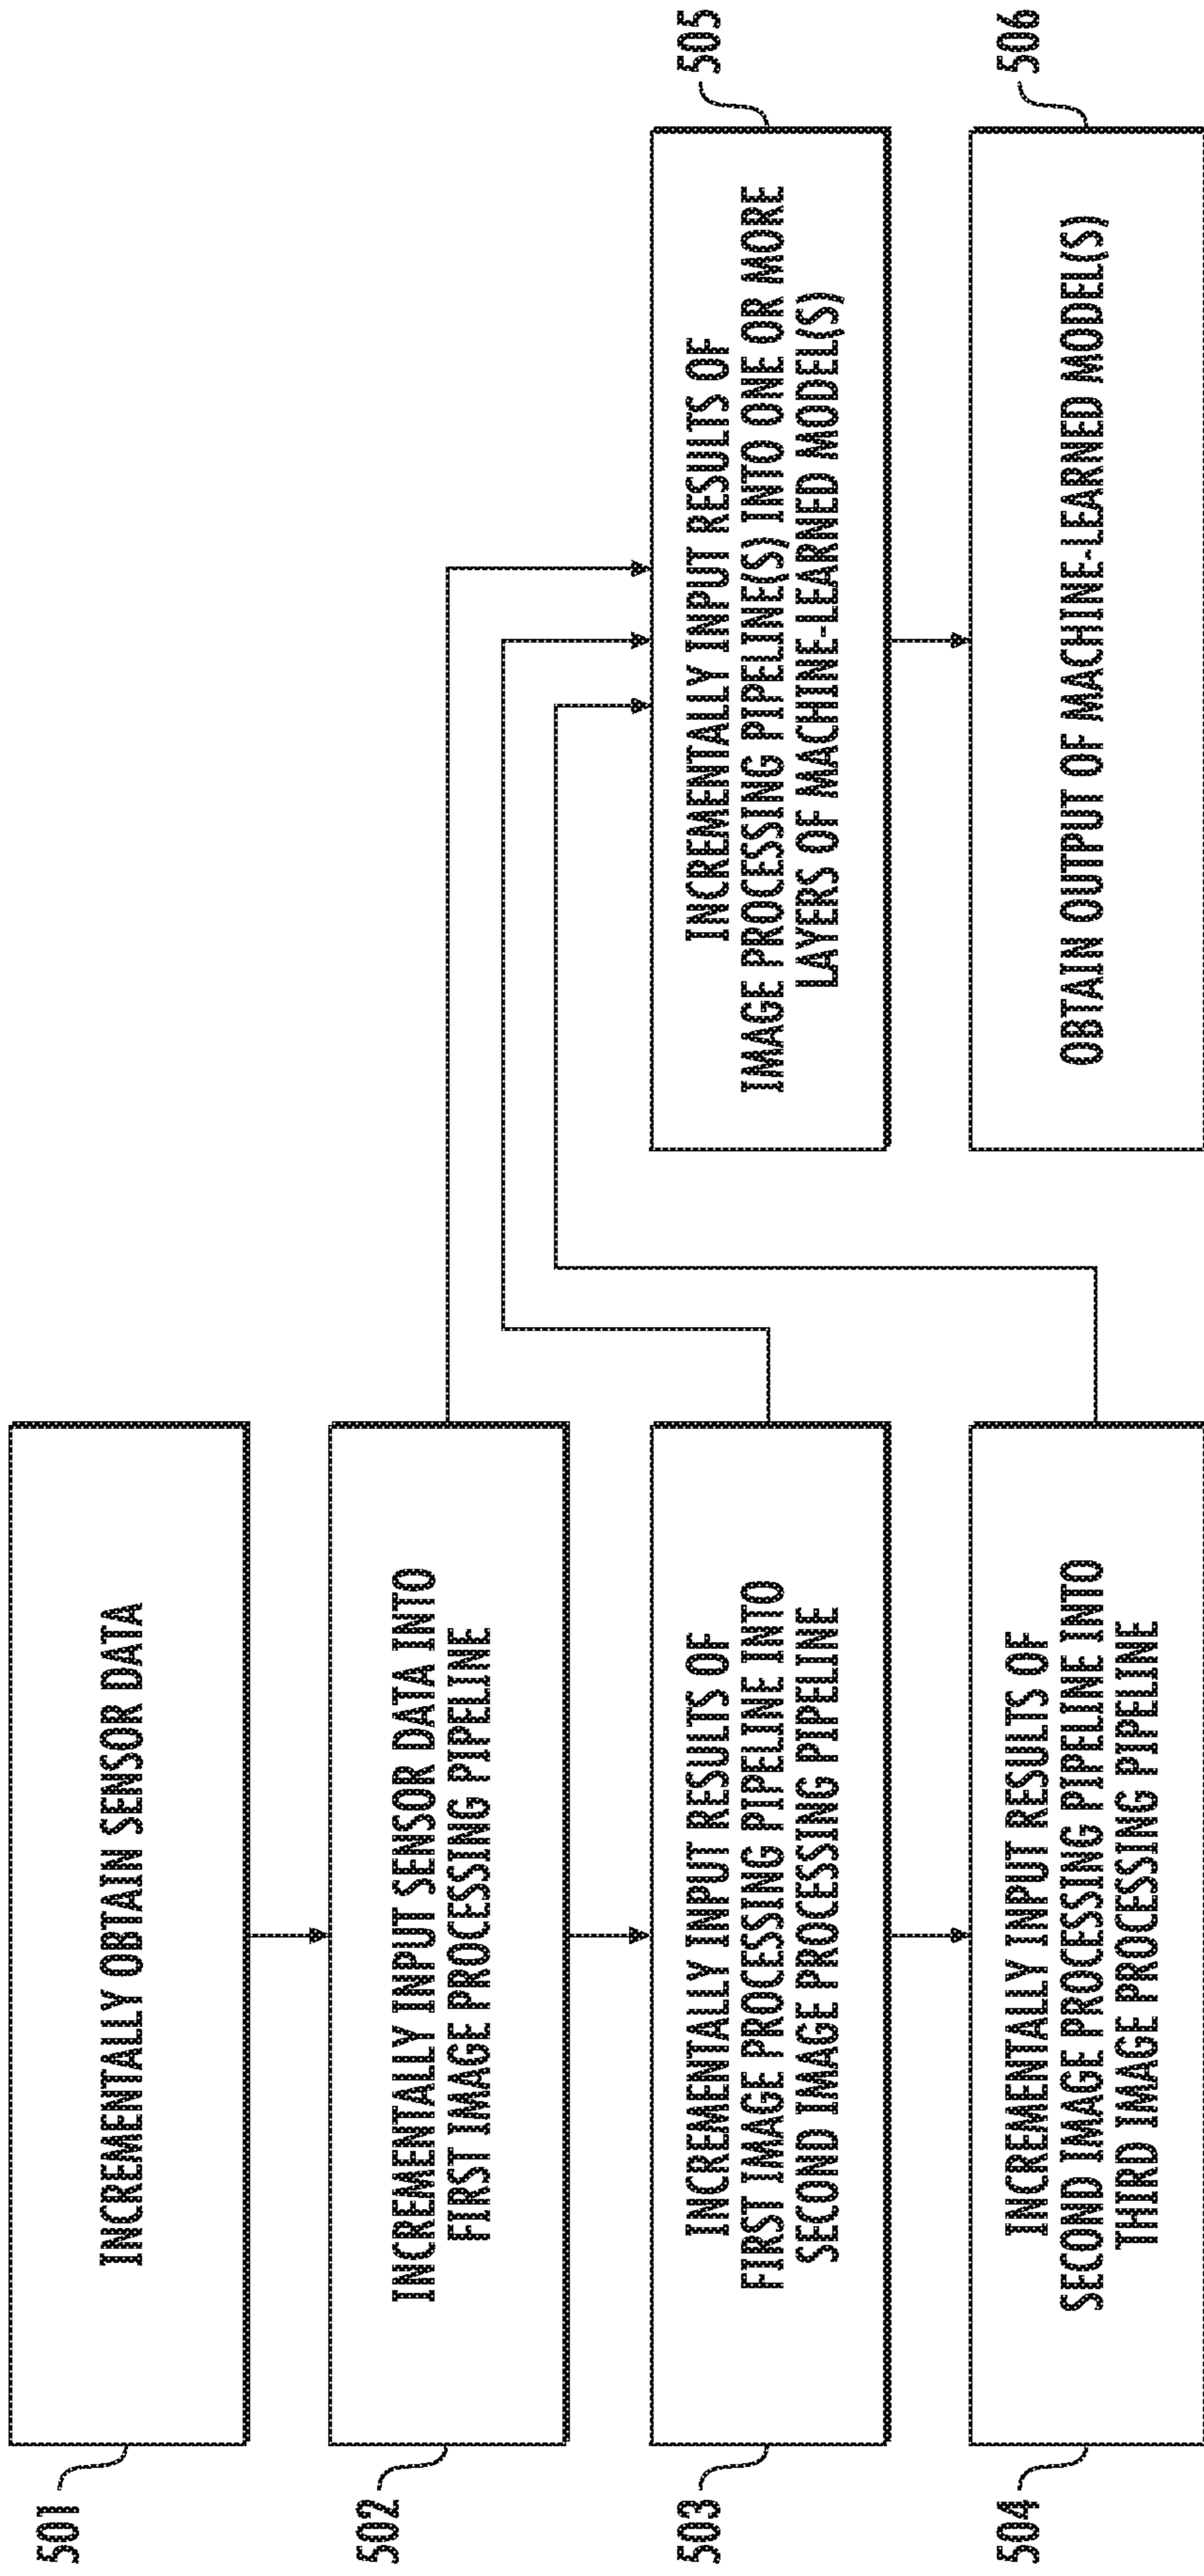 501
INCREMENTALLY OBTAIN SENSOR DATA
502
INCREMENTALLY INPUT SENSOR DATA INTO
FIRST IMAGE PROCESSING PIPELINE
503
INCREMENTALLY INPUT RESULTS OF
FIRST IMAGE PROCESSING PIPELINE INTO
SECOND IMAGE PROCESSING PIPELINE
504
INCREMENTALLY INPUT RESULTS OF
SECOND IMAGE PROCESSING PIPELINE INTO
THIRD IMAGE PROCESSING PIPELINE
505
INCREMENTALLY INPUT RESULTS OF
IMAGE PROCESSING PIPELINE(S) INTO ONE OR MORE
LAYERS OF MACHINE-LEARNED MODEL(S)
506
OBTAIN OUTPUT OF MACHINE-LEARNED MODEL(S)